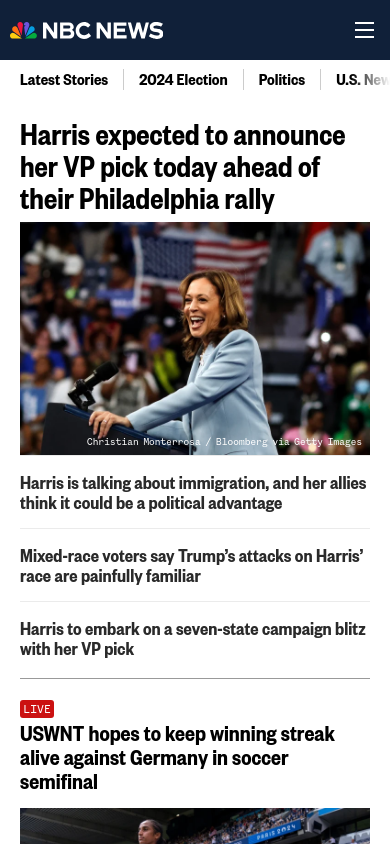 NBC NEWS
Latest Stories
2024 Election
Politics
U.S. New
Harris expected to announce
her VP pick today ahead of
their Philadelphia rally
Christian Monterrosa / Bloomberg via Getty Images
Harris is talking about immigration, and her allies
think it could be a political advantage
Mixed-race voters say Trump’s attacks on Harris’
race are painfully familiar
Harris to embark on a seven-state campaign blitz
with her VP pick
LIVE
USWNT hopes to keep winning streak
alive against Germany in soccer
semifinal
PARIS 2024